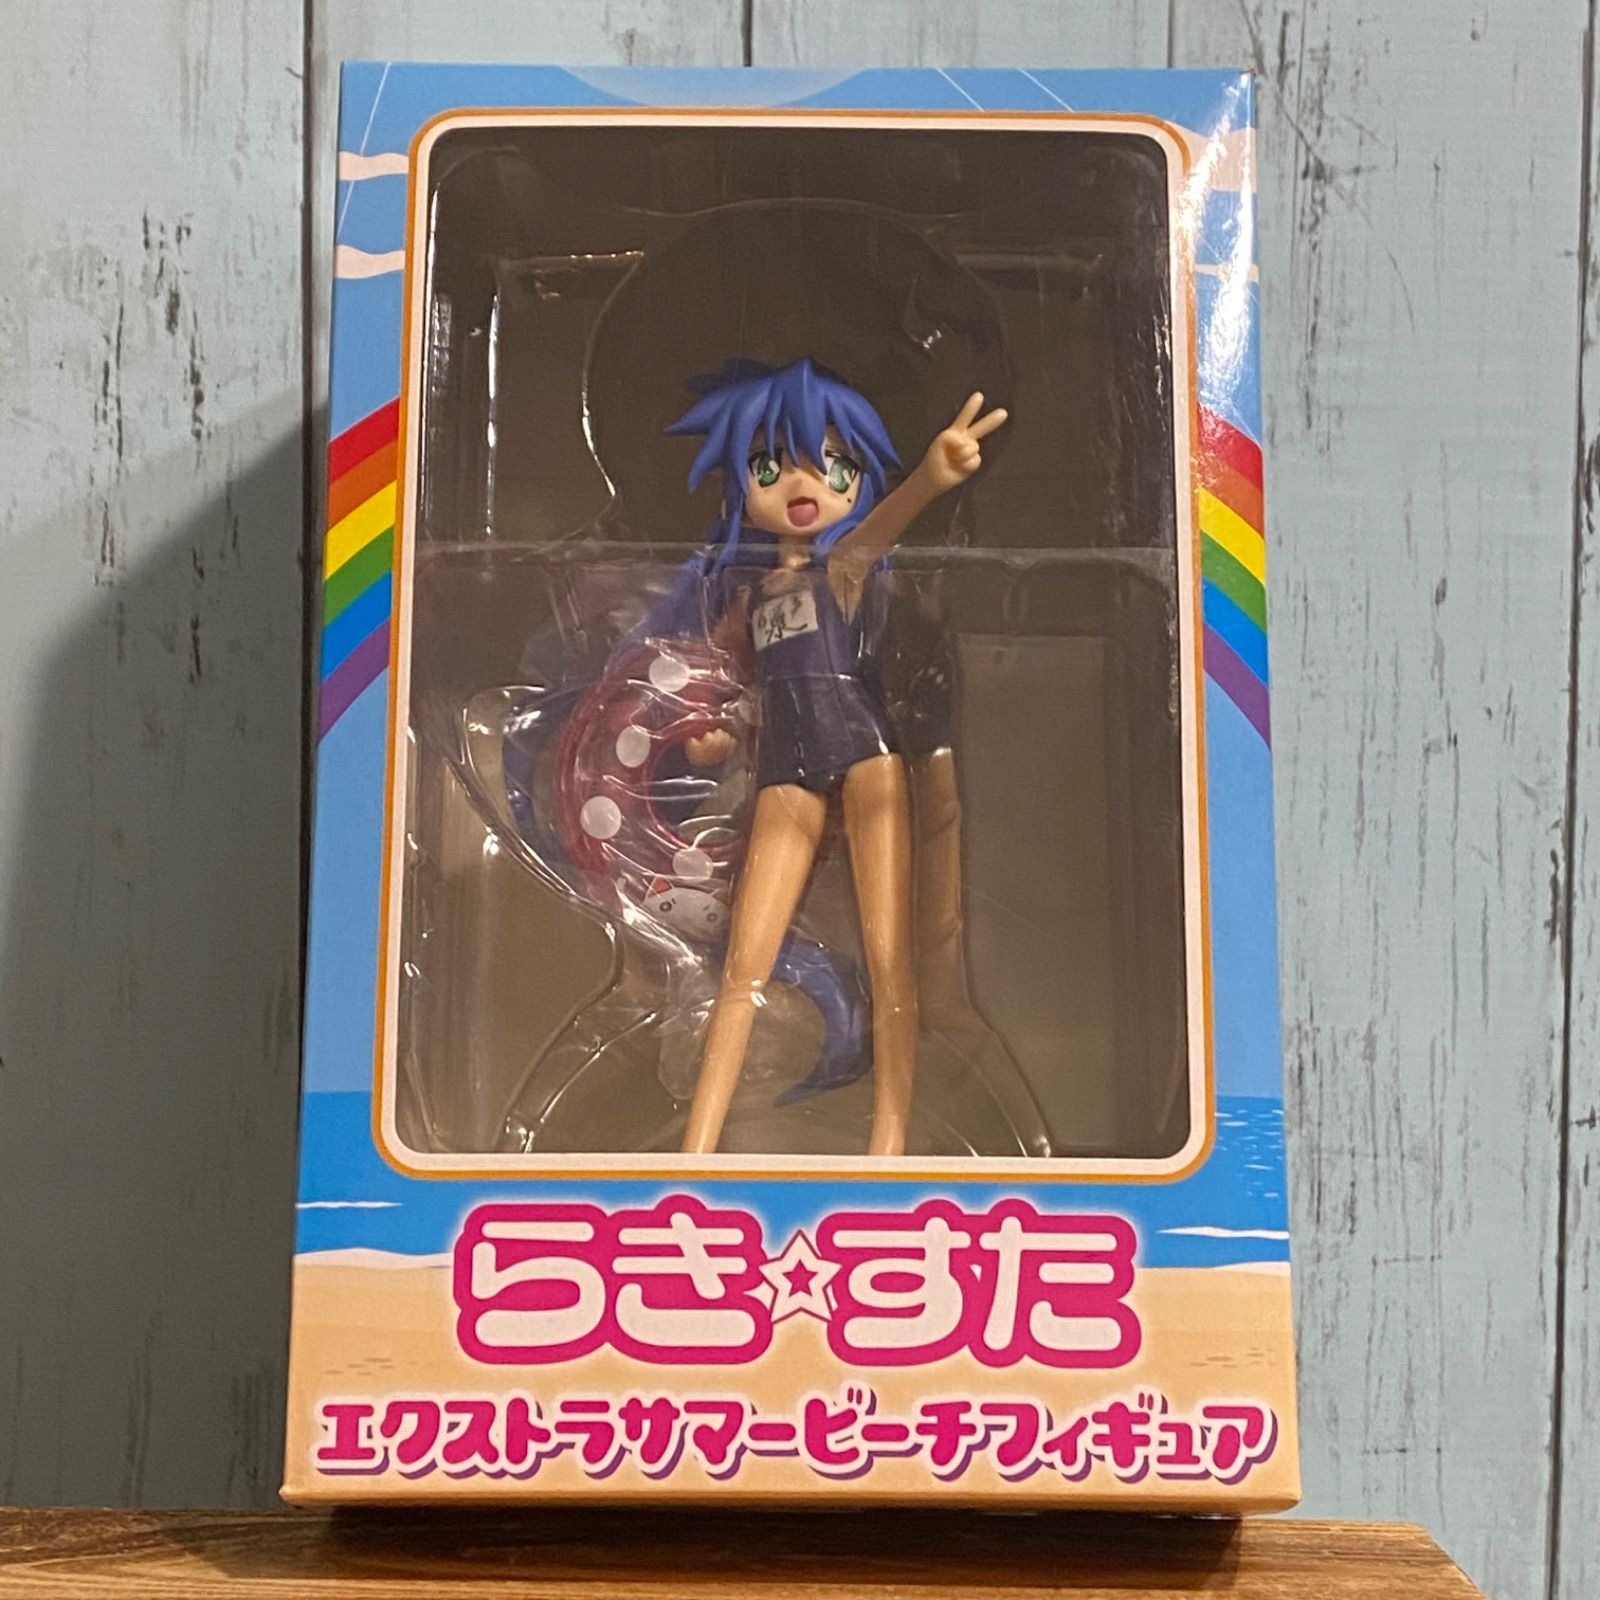 泉
らき☆すた
エクストラサマービーチフィギュア